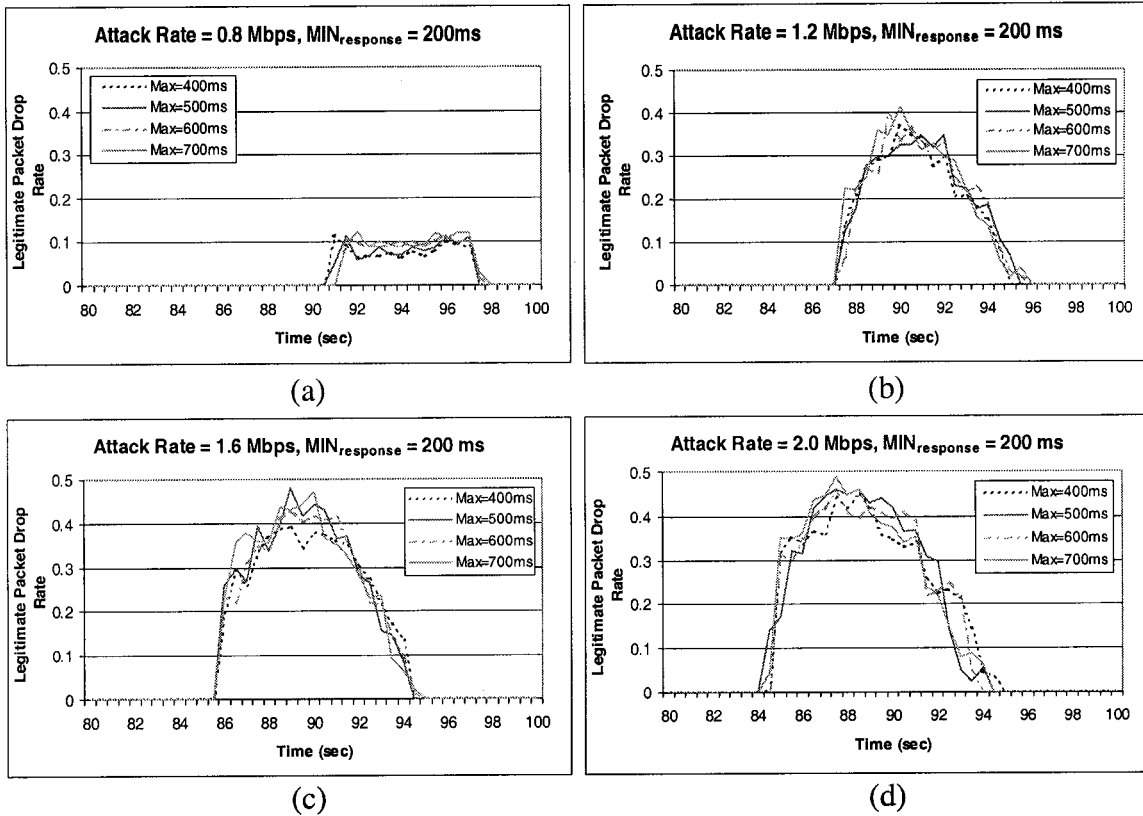 Attack Rate = 0.8 Mbps, MINresponse = 200ms
Legitimate Packet Drop
Rate
0.5
0.4
0.3
0.2
0.1
0
Max=400ms
Max=500ms
Max=600ms
Max=700ms
80 82 84 86 88 90 92 94 96 98 100
Time (sec)
(a)
Attack Rate = 1.2 Mbps, MINresponse = 200 ms
Legitimate Packet Drop
Rate
0.5
0.4
0.3
0.2
0.1
0
Max=400ms
Max=500ms
Max=600ms
Max=700ms
80 82 84 86 88 90 92 94 96 98 100
Time (sec)
(b)
Attack Rate = 1.6 Mbps, MINresponse = 200 ms
Legitimate Packet Drop
Rate
0.5
0.4
0.3
0.2
0.1
0
Max=400ms
Max=500ms
Max=600ms
Max=700ms
80 82 84 86 88 90 92 94 96 98 100
Time (sec)
(c)
Attack Rate = 2.0 Mbps, MINresponse = 200 ms
Legitimate Packet Drop
Rate
0.5
0.4
0.3
0.2
0.1
0
Max=400ms
Max=500ms
Max=600ms
Max=700ms
80 82 84 86 88 90 92 94 96 98 100
Time (sec)
(d)